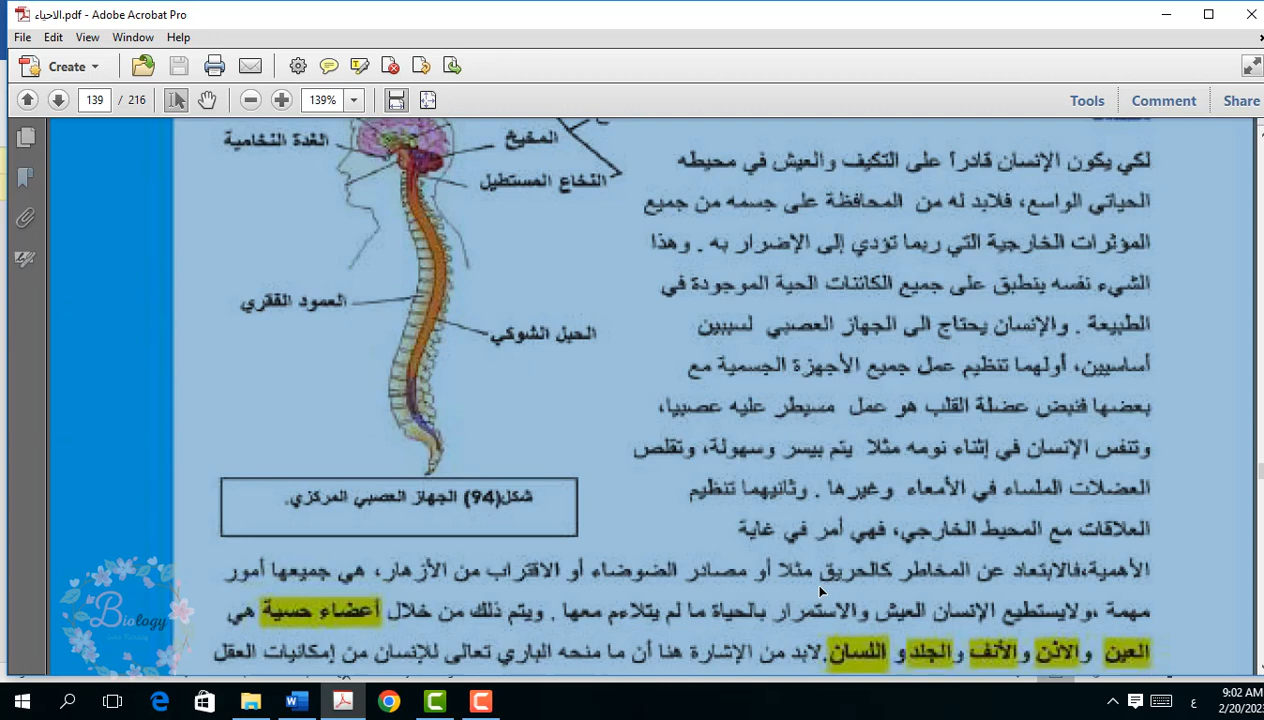 الاحياء.pdf - Adobe Acrobat Pro
File Edit View Window Help
Create
139 / 216 139% Tools Comment Share
الغدة النخامية
المخيخ
النخاع المستطيل
العمود الفقري
الحبل الشوكي
شكل(94) الجهاز العصبي المركزي.
لكي يكون الإنسان قادراً على التكيف والعيش في محيطه
الحياتي الواسع، فلابد له من المحافظة على جسمه من جميع
المؤثرات الخارجية التي ربما تؤدي إلى الإضرار به . وهذا
الشيء نفسه ينطبق على جميع الكائنات الحية الموجودة في
الطبيعة . والإنسان يحتاج الى الجهاز العصبي لسببين
أساسيين، أولهما تنظيم عمل جميع الأجهزة الجسمية مع
بعضها فنبض عضلة القلب هو عمل مسيطر عليه عصبيا،
وتنفس الإنسان في إثناء نومه مثلا يتم بيسر وسهولة، وتقلص
العضلات الملساء في الأمعاء وغيرها . وثانيهما تنظيم
العلاقات مع المحيط الخارجي، فهي أمر في غاية
الأهمية،فالابتعاد عن المخاطر كالحريق مثلا أو مصادر الضوضاء أو الاقتراب من الأزهار، هي جميعها أمور
مهمة ،ولايستطيع الإنسان العيش والاستمرار بالحياة ما لم يتلاءم معها . ويتم ذلك من خلال أعضاء حسية هي
العين والاذن والأنف والجلد و اللسان.لابد من الإشارة هنا أن ما منحه الباري تعالى للإنسان من إمكانيات العقل
Biology
9:02 AM
ع